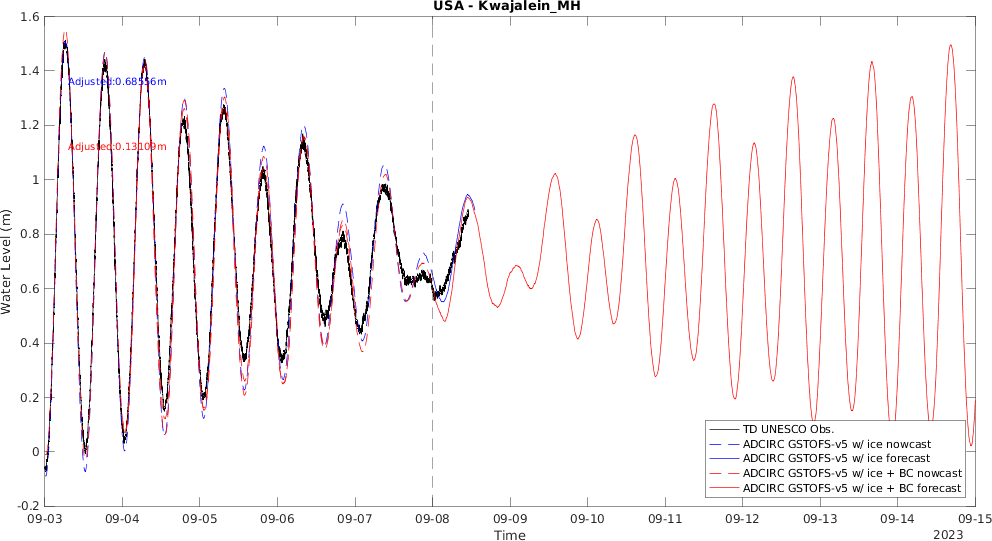 USA - Kwajalein_MH
1.6
1.4
1.2
1
0.8
0.6
0.4
0.2
0
-0.2
Water Level (m)
Adjusted:0.68556m
Adjusted:0.13109m
TD UNESCO Obs.
ADCIRC GSTOFS-v5 w/ ice nowcast
ADCIRC GSTOFS-v5 w/ ice forecast
ADCIRC GSTOFS-v5 w/ ice + BC nowcast
ADCIRC GSTOFS-v5 w/ ice + BC forecast
09-03 09-04 09-05 09-06 09-07 09-08 09-09 09-10 09-11 09-12 09-13 09-14 09-15
Time
2023